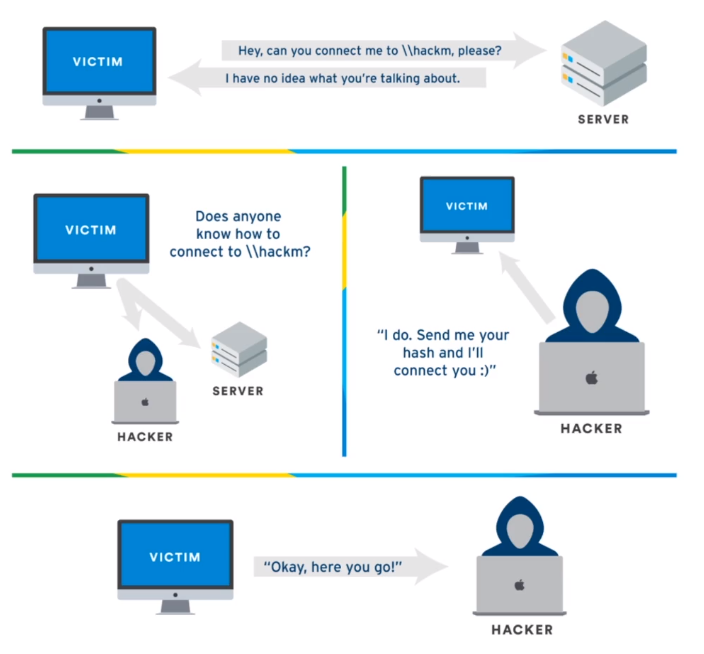 VICTIM
Hey, can you connect me to \\hackm, please?
I have no idea what you're talking about.
SERVER
VICTIM
Does anyone
know how to
connect to \\hackm?
SERVER
HACKER
VICTIM
“I do. Send me your
hash and I'll
connect you :)”
HACKER
VICTIM
“Okay, here you go!”
HACKER